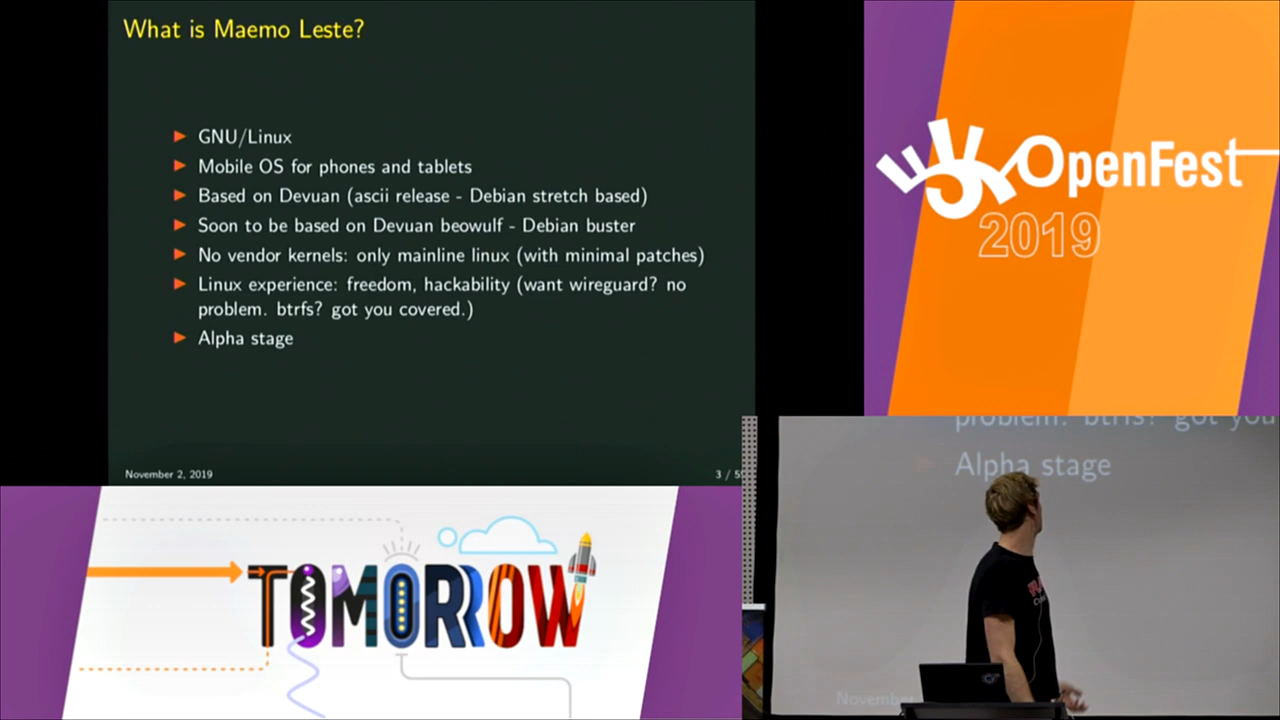 What is Maemo Leste?
GNU/Linux
Mobile OS for phones and tablets
Based on Devuan (ascii release - Debian stretch based)
Soon to be based on Devuan beowulf - Debian buster
No vendor kernels: only mainline linux (with minimal patches)
Linux experience: freedom, hackability (want wireguard? no
problem. btrfs? got you covered.)
Alpha stage
November 2, 2019
3 /
OpenFest
2019
TOMORROW
problem. btrfs? got you
Alpha stage
November